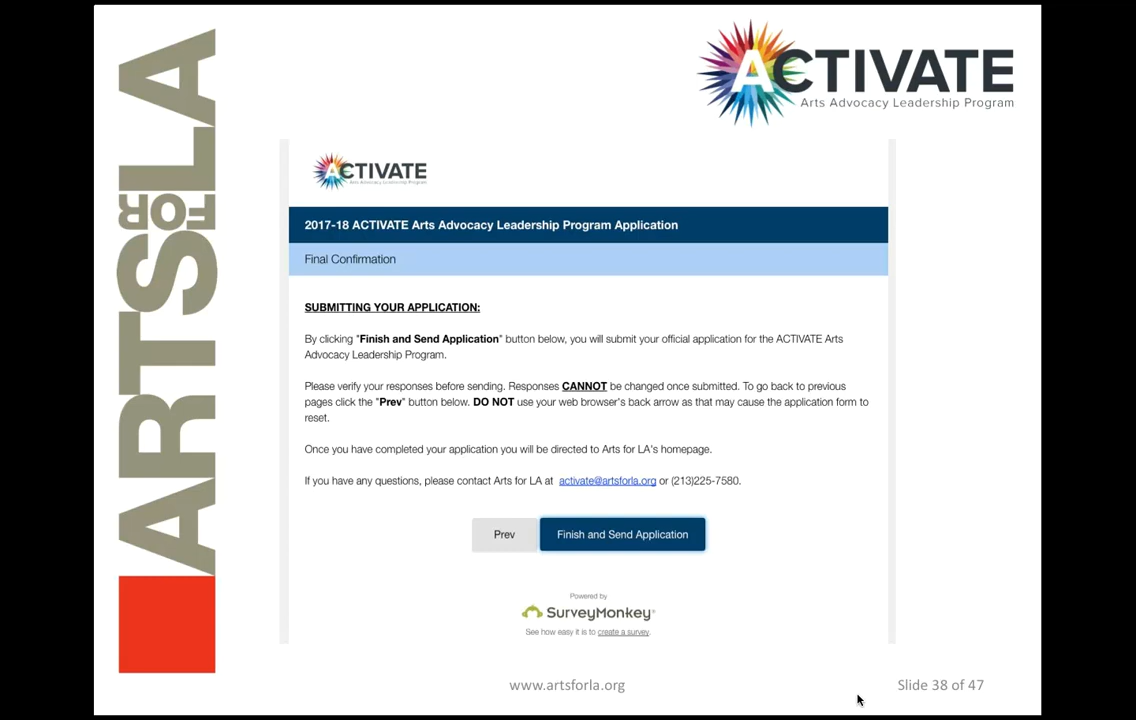 ARTS FOR LA
ACTIVATE
Arts Advocacy Leadership Program
ACTIVATE
Arts Advocacy Leadership Program
2017-18 ACTIVATE Arts Advocacy Leadership Program Application
Final Confirmation
SUBMITTING YOUR APPLICATION:
By clicking "Finish and Send Application" button below, you will submit your official application for the ACTIVATE Arts
Advocacy Leadership Program.
Please verify your responses before sending. Responses CANNOT be changed once submitted. To go back to previous
pages click the "Prev" button below. DO NOT use your web browser's back arrow as that may cause the application form to
reset.
Once you have completed your application you will be directed to Arts for LA's homepage.
If you have any questions, please contact Arts for LA at activate@artsforla.org or (213)225-7580.
Prev
Finish and Send Application
Powered by
SurveyMonkey®
See how easy it is to create a survey.
www.artsforla.org
Slide 38 of 47